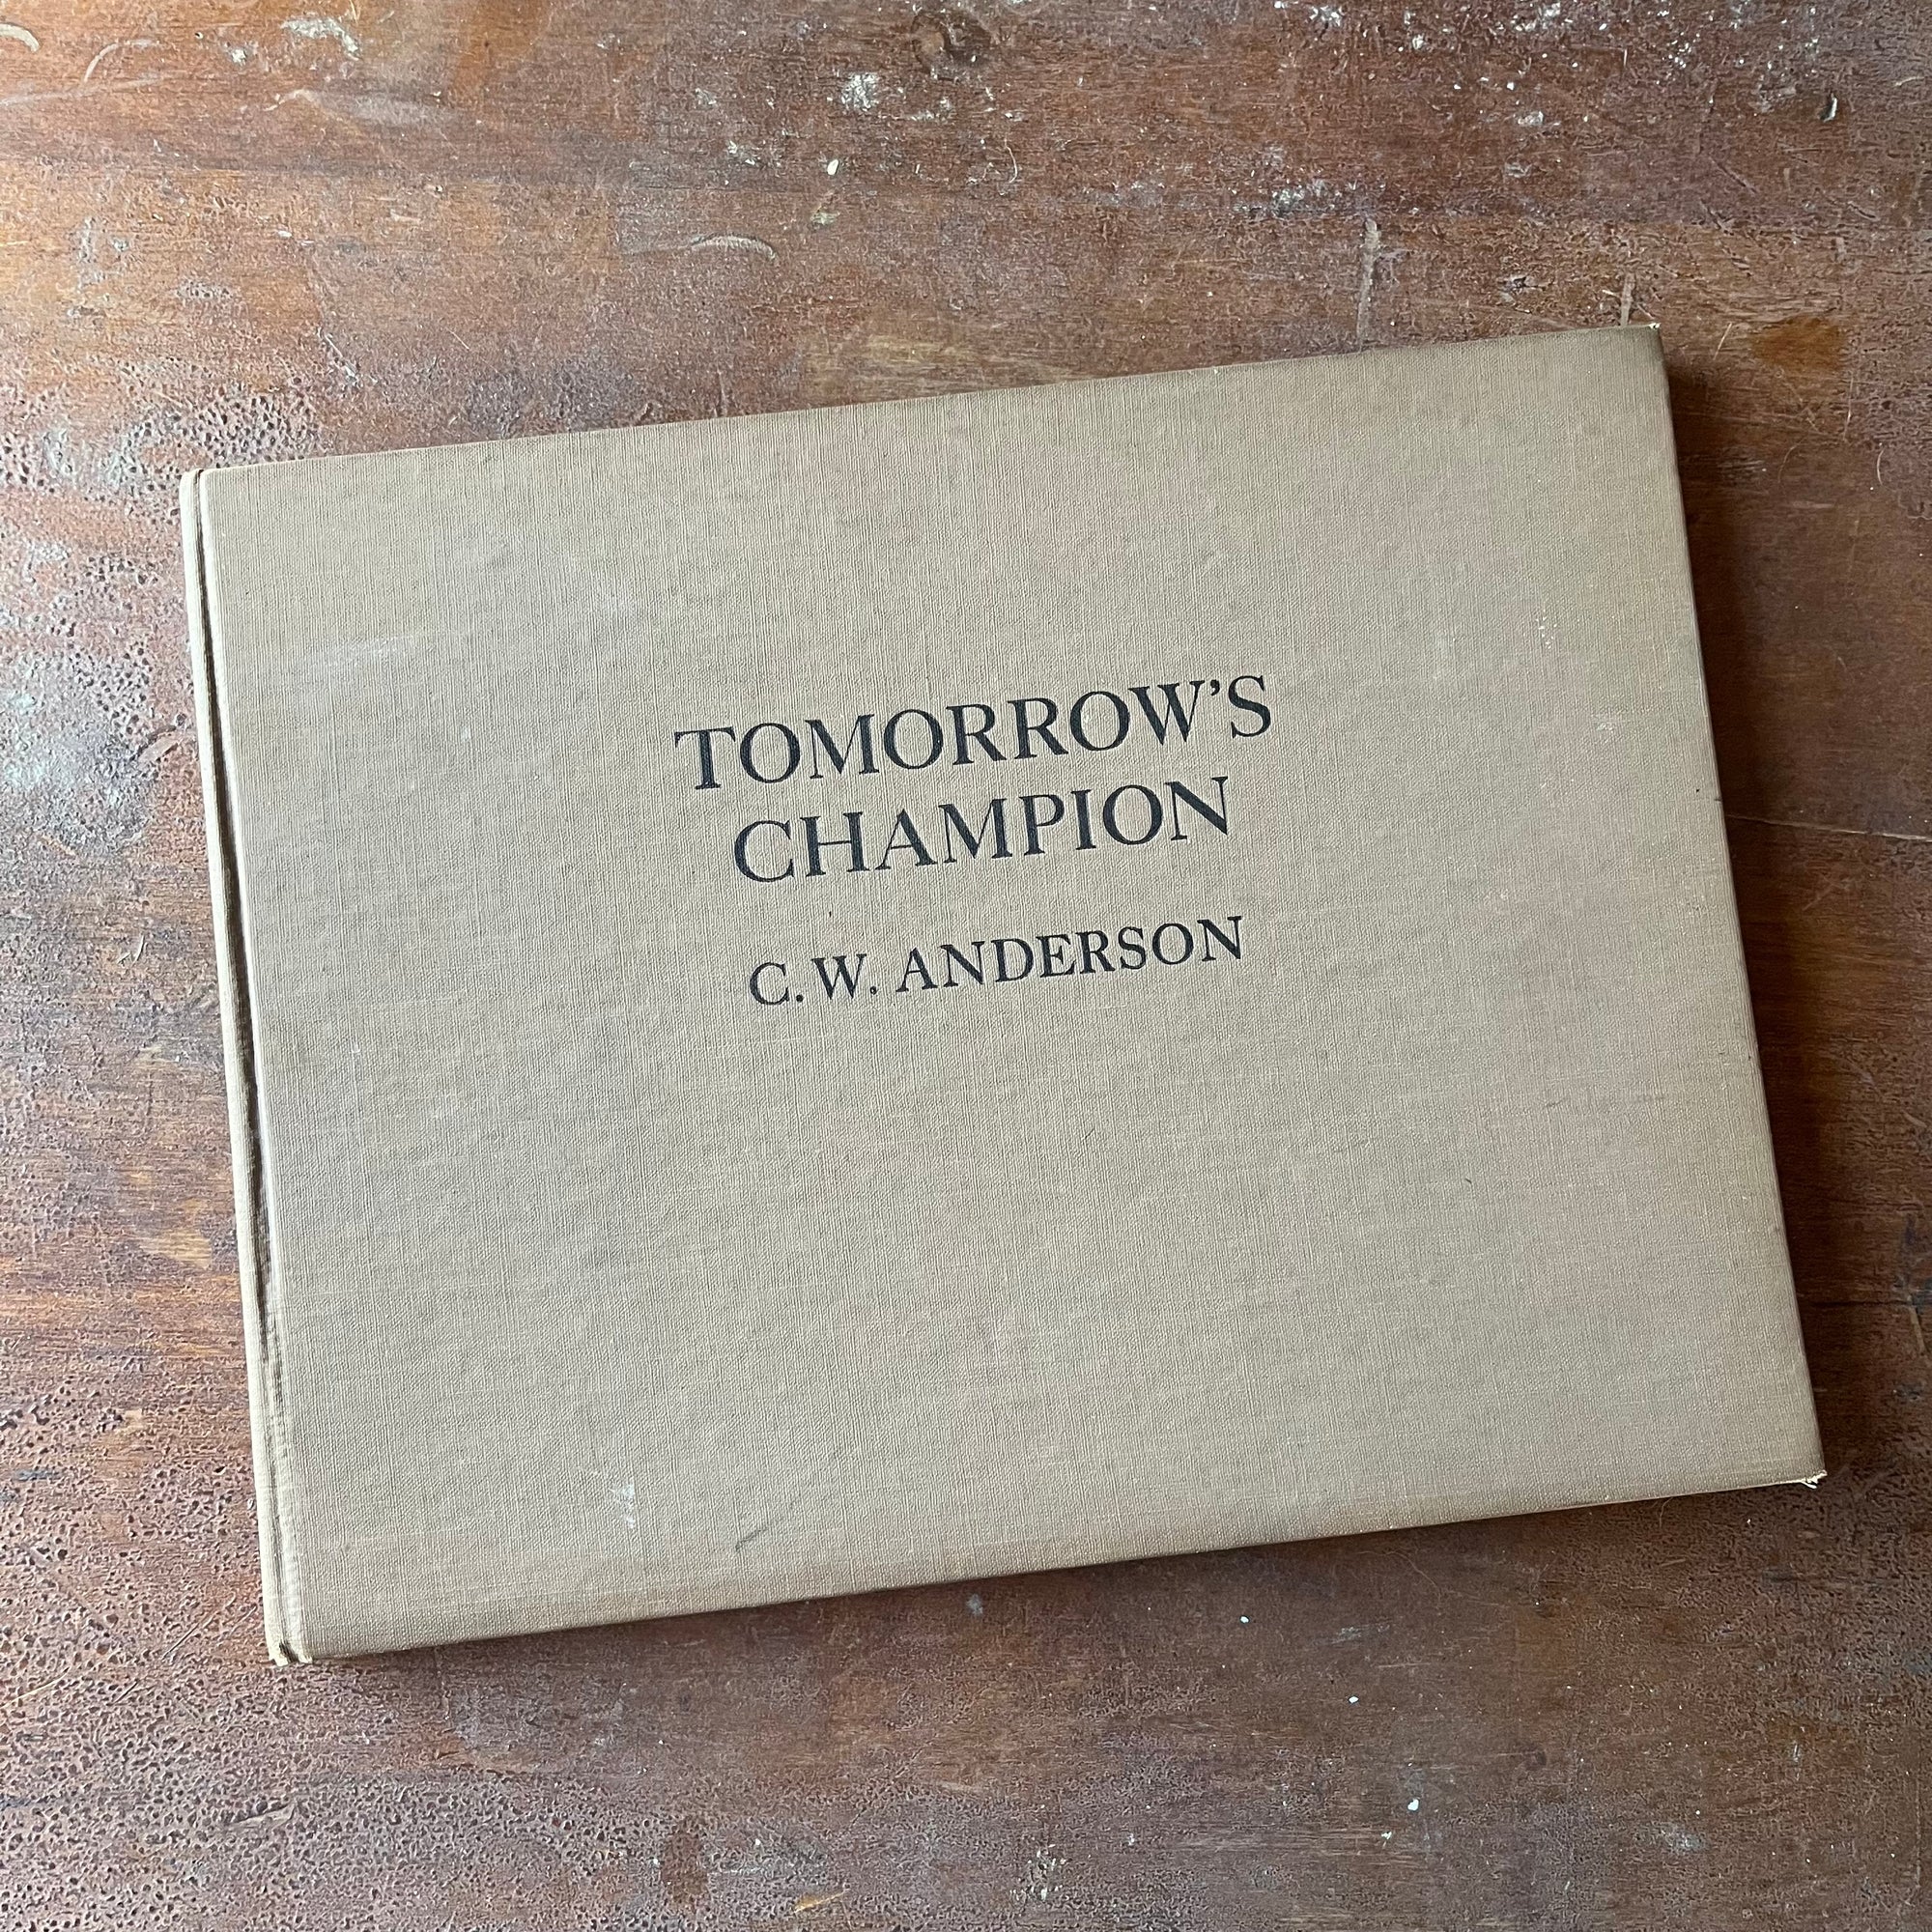 TOMORROW'S
CHAMPION
C. W. ANDERSON